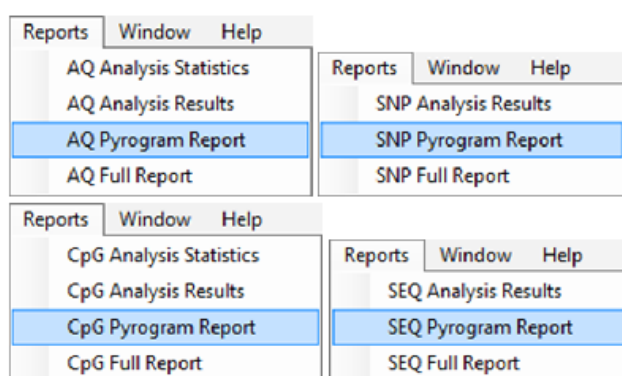 Reports Window Help
AQ Analysis Statistics
AQ Analysis Results
AQ Pyrogram Report
AQ Full Report
Reports Window Help
SNP Analysis Results
SNP Pyrogram Report
SNP Full Report
Reports Window Help
CpG Analysis Statistics
CpG Analysis Results
CpG Pyrogram Report
CpG Full Report
Reports Window Help
SEQ Analysis Results
SEQ Pyrogram Report
SEQ Full Report